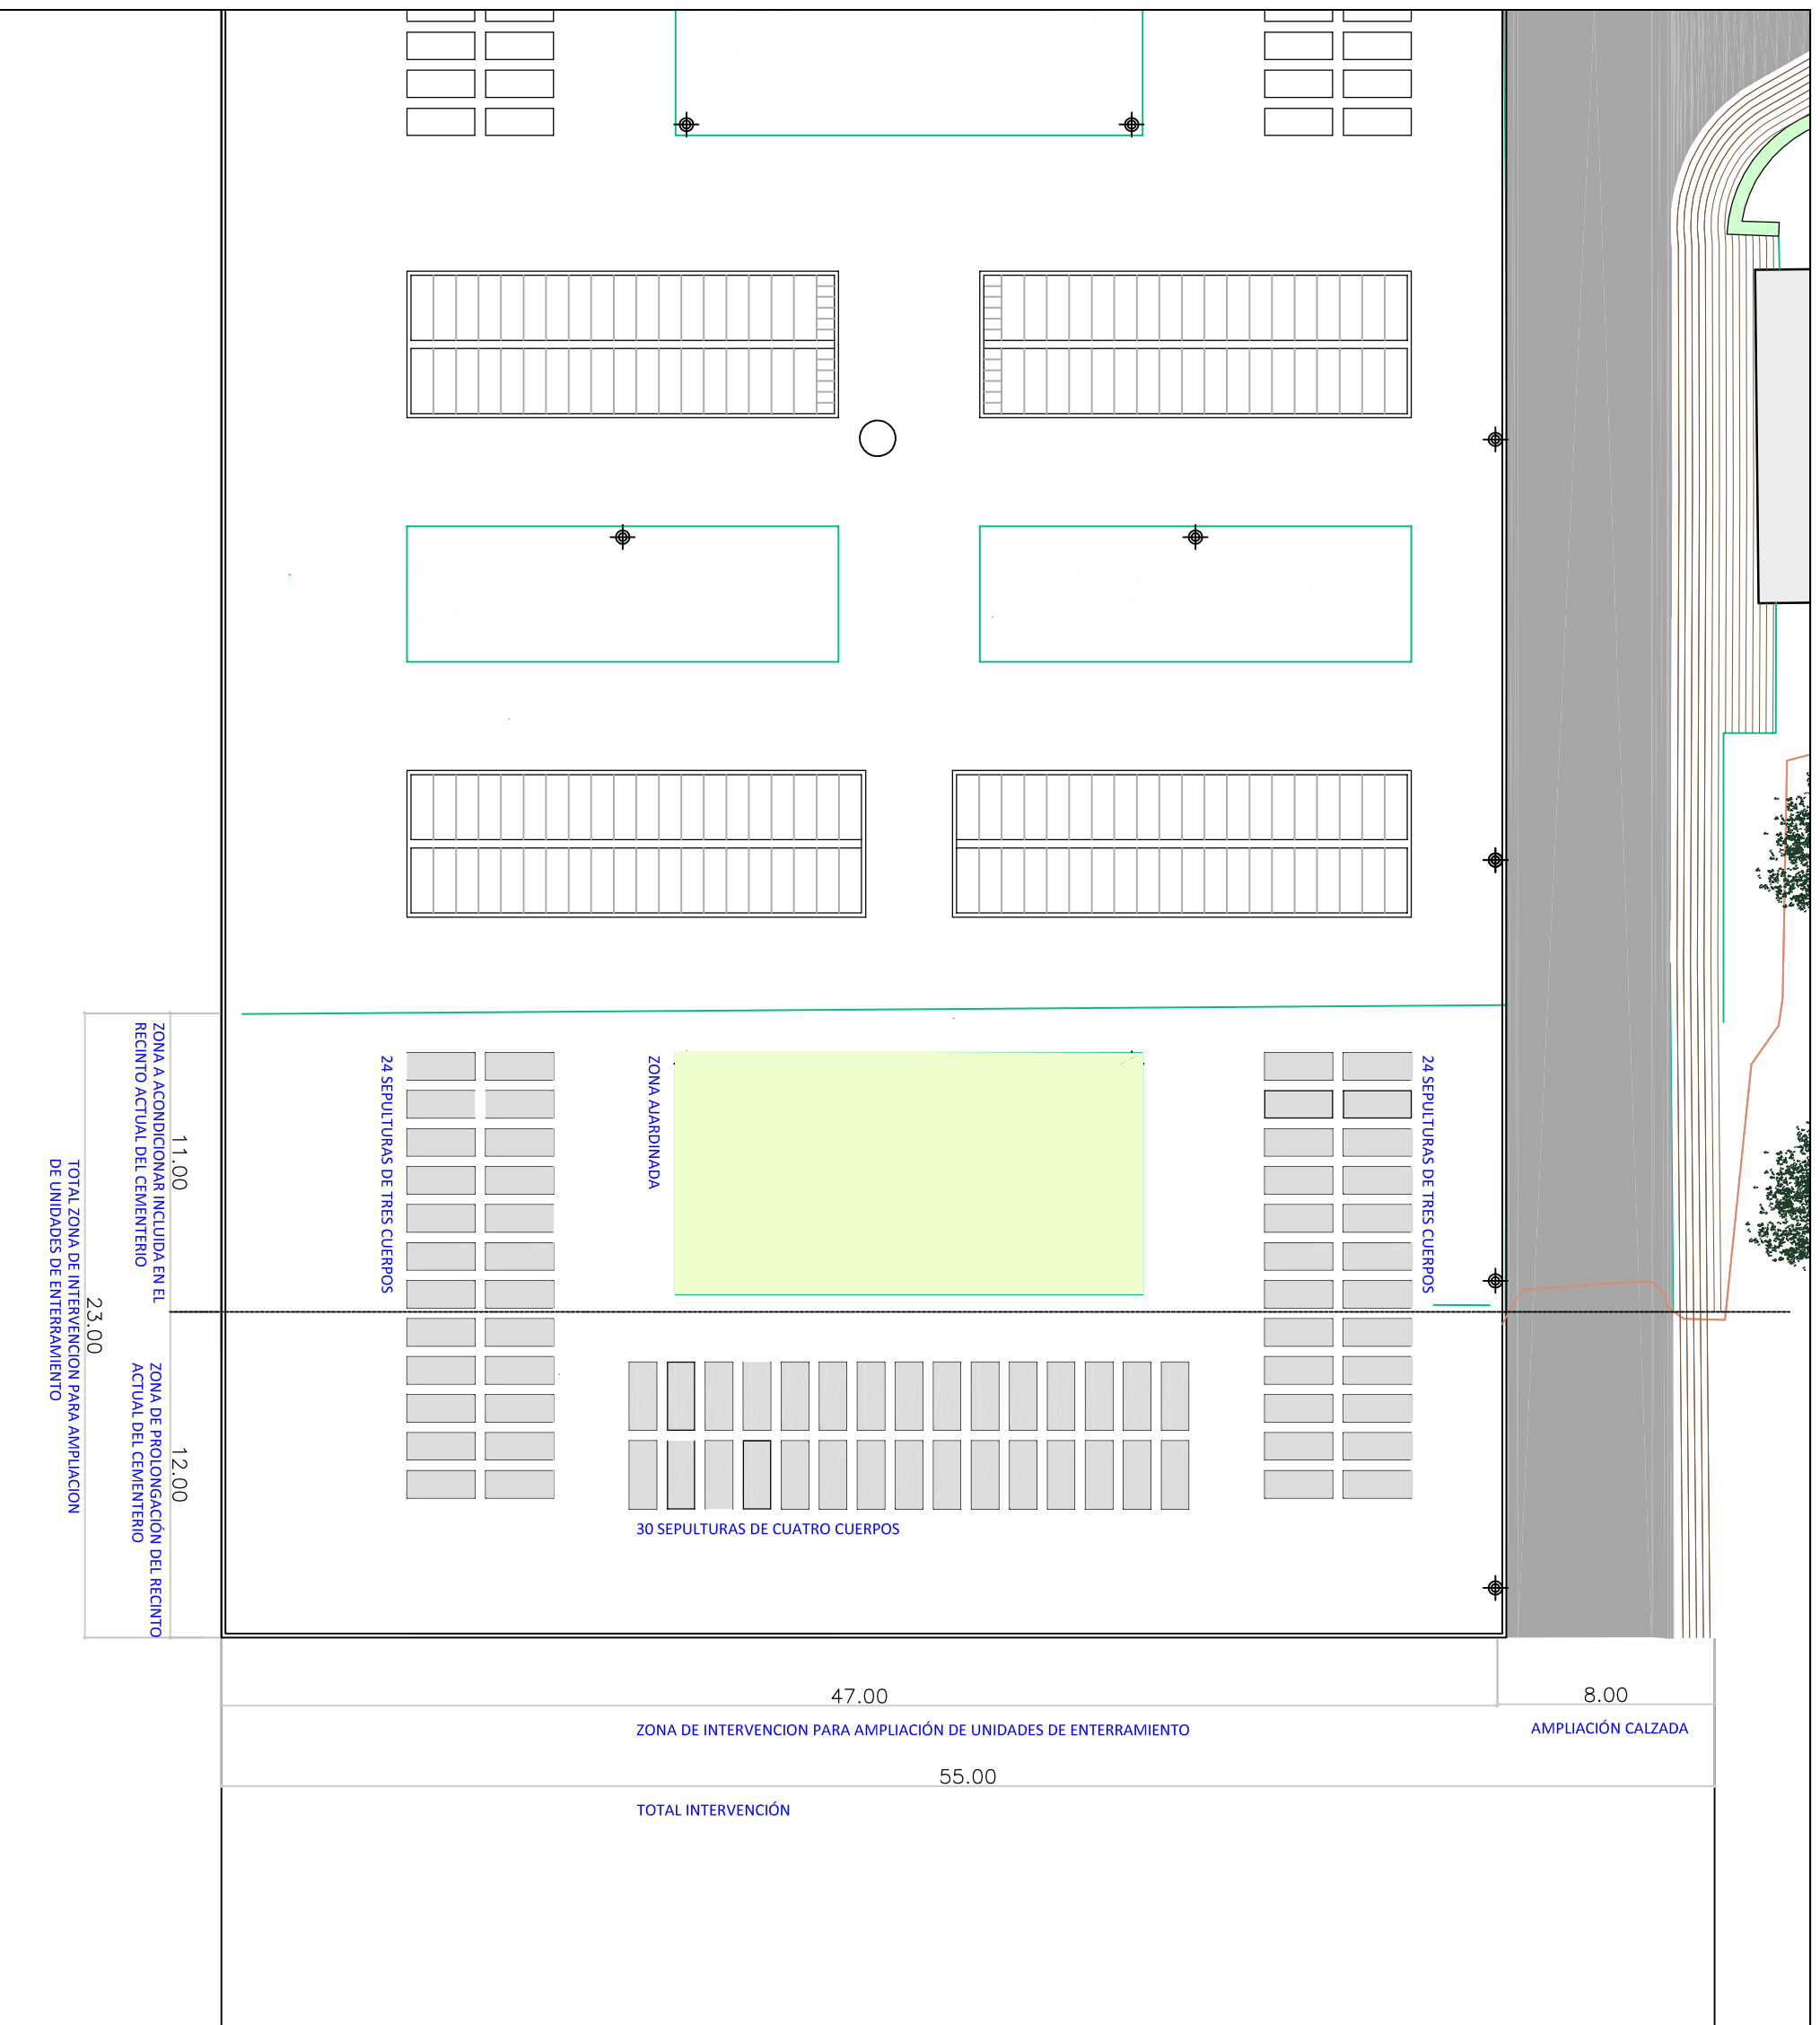 24 SEPULTURAS DE TRES CUERPOS
ZONA AJARDINADA
24 SEPULTURAS DE TRES CUERPOS
ZONA A ACONDICIONAR INCLUIDA EN EL
RECINTO ACTUAL DEL CEMENTERIO
11.00
TOTAL ZONA DE INTERVENCION PARA AMPLIACION
DE UNIDADES DE ENTERRAMIENTO
23.00
ZONA DE PROLONGACIÓN DEL RECINTO
ACTUAL DEL CEMENTERIO
12.00
30 SEPULTURAS DE CUATRO CUERPOS
47.00
8.00
ZONA DE INTERVENCION PARA AMPLIACIÓN DE UNIDADES DE ENTERRAMIENTO
AMPLIACIÓN CALZADA
55.00
TOTAL INTERVENCIÓN